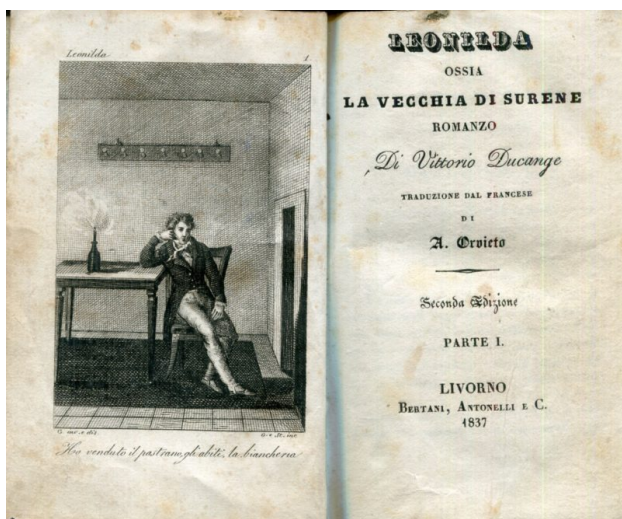 Leonilda
1
Ho venduto il pastrano, gli abiti, la biancheria
LEONILDA
OSSIA
LA VECCHIA DI SURENE
ROMANZO
Di Vittorio Ducange
TRADUZIONE DAL FRANCESE
DI
A. Orvieto
Seconda Edizione
PARTE I.
LIVORNO
BERTANI, ANTONELLI E C.
1837